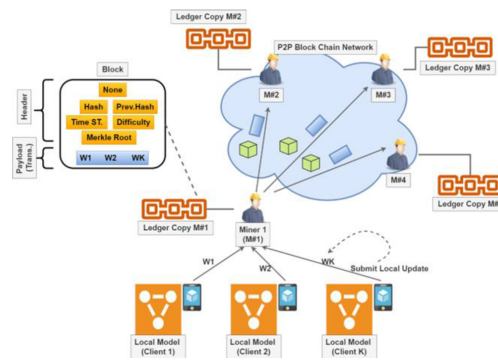 Ledger Copy M#2
P2P Block Chain Network
Ledger Copy M#3
Block
Header
None
Hash
Prev.Hash
Time ST.
Difficulty
Merkle Root
Payload (Trans.)
W1 W2 WK
M#2
M#3
M#4
Ledger Copy M#
Ledger Copy M#1
Miner 1
(M#1)
W1
W2
WK
Submit Local Update
Local Model
(Client 1)
Local Model
(Client 2)
Local Model
(Client K)